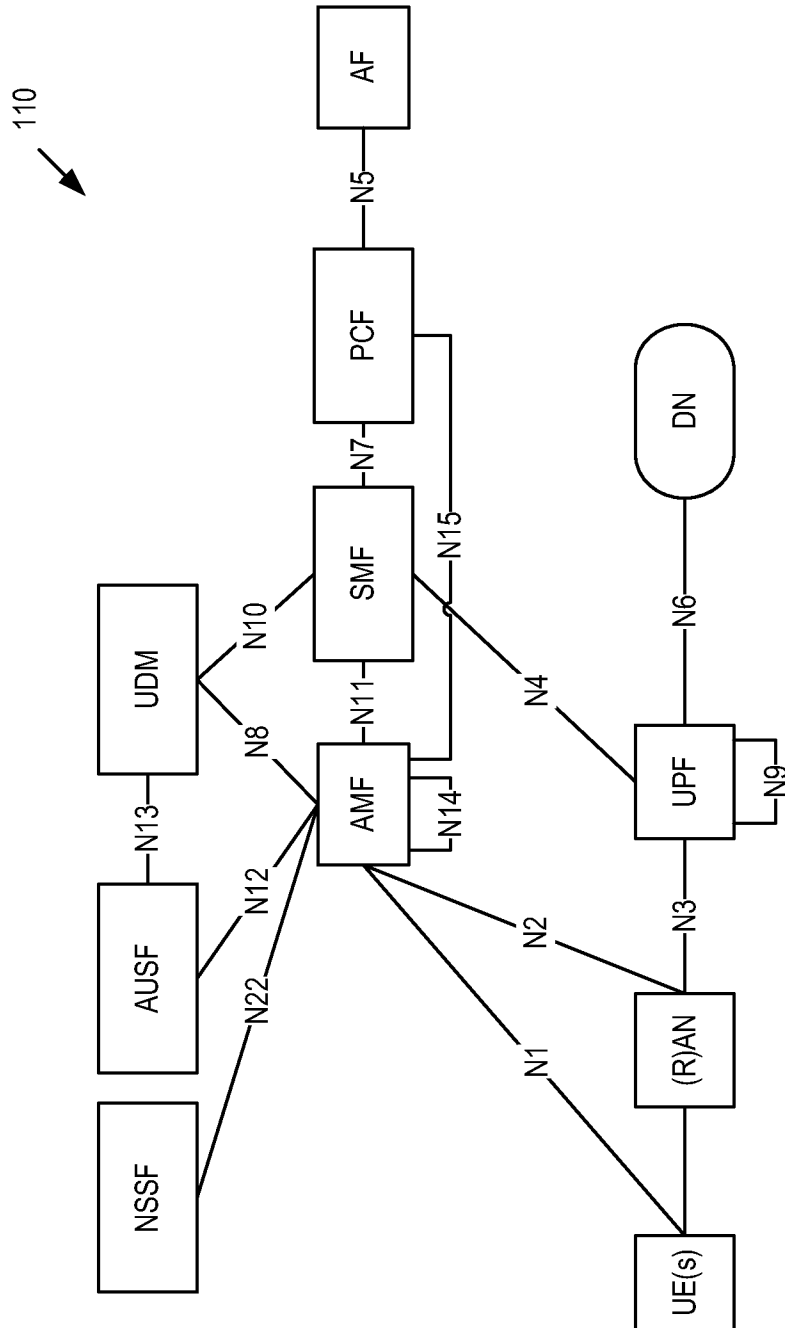 110
NSSF
AUSF
N13
UDM
N22
N12
N8
N10
AMF
N11
SMF
N7
PCF
N5
AF
N14
N15
N1
N2
N4
UE(s)
(R)AN
N3
UPF
N6
DN
N9